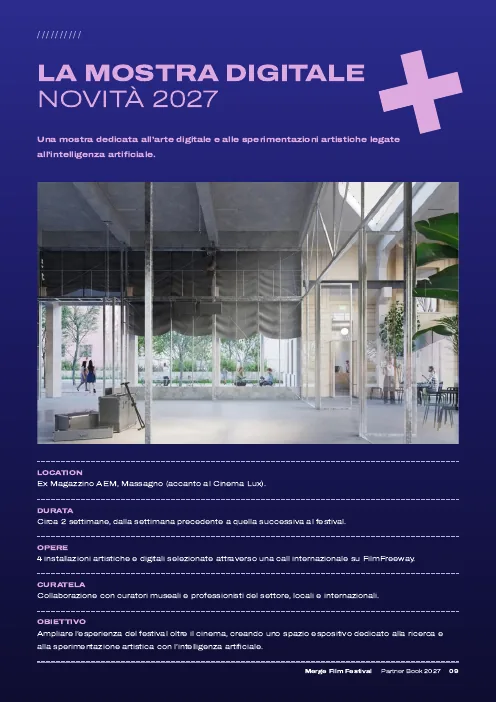 //////////
LA MOSTRA DIGITALE
NOVITÀ 2027
Una mostra dedicata all'arte digitale e alle sperimentazioni artistiche legate
all'intelligenza artificiale.
LOCATION
Ex Magazzino AEM, Massagno (accanto al Cinema Lux).
DURATA
Circa 2 settimane, dalla settimana precedente a quella successiva al festival.
OPERE
4 installazioni artistiche e digitali selezionate attraverso una call internazionale su FilmFreeway.
CURATELA
Collaborazione con curatori museali e professionisti del settore, locali e internazionali.
OBIETTIVO
Ampliare l'esperienza del festival oltre il cinema, creando uno spazio espositivo dedicato alla ricerca e
alla sperimentazione artistica con l'intelligenza artificiale.
Merge Film Festival Partner Book 2027 09